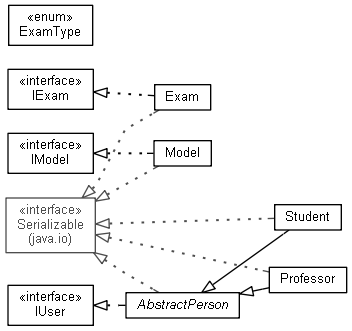 «enum»
ExamType
«interface»
IExam
Exam
«interface»
IModel
Model
«interface»
Serializable
(java.io)
Student
Professor
«interface»
IUser
AbstractPerson